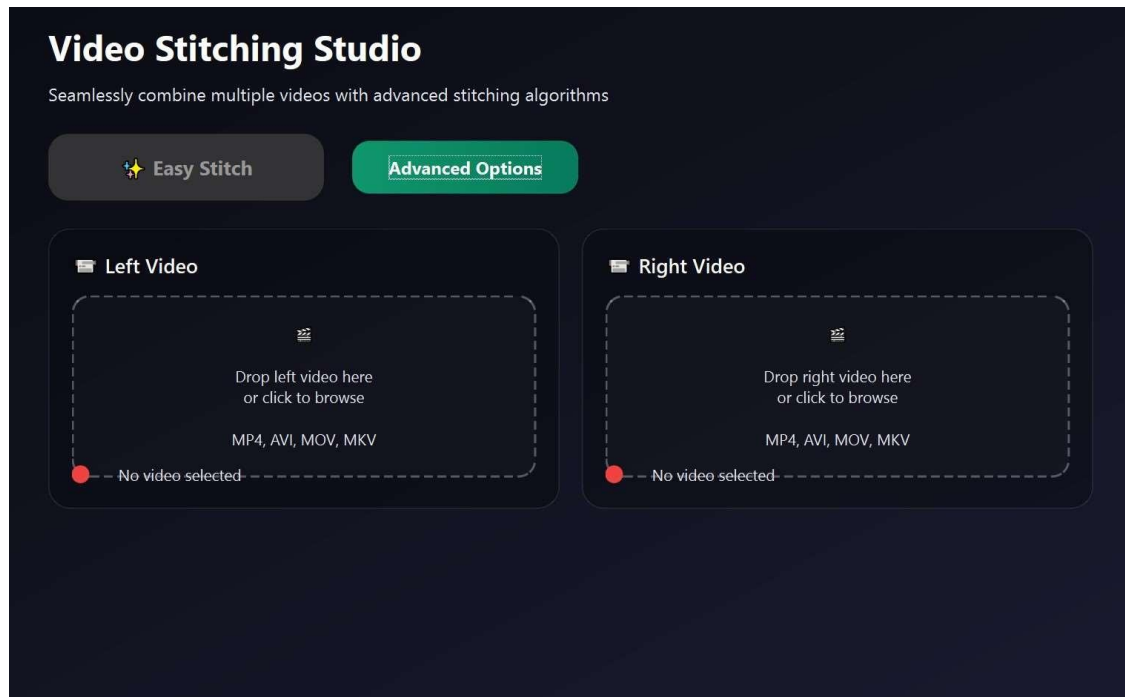 Video Stitching Studio
Seamlessly combine multiple videos with advanced stitching algorithms
Easy Stitch
Advanced Options
Left Video
Drop left video here
or click to browse
MP4, AVI, MOV, MKV
No video selected
Right Video
Drop right video here
or click to browse
MP4, AVI, MOV, MKV
No video selected